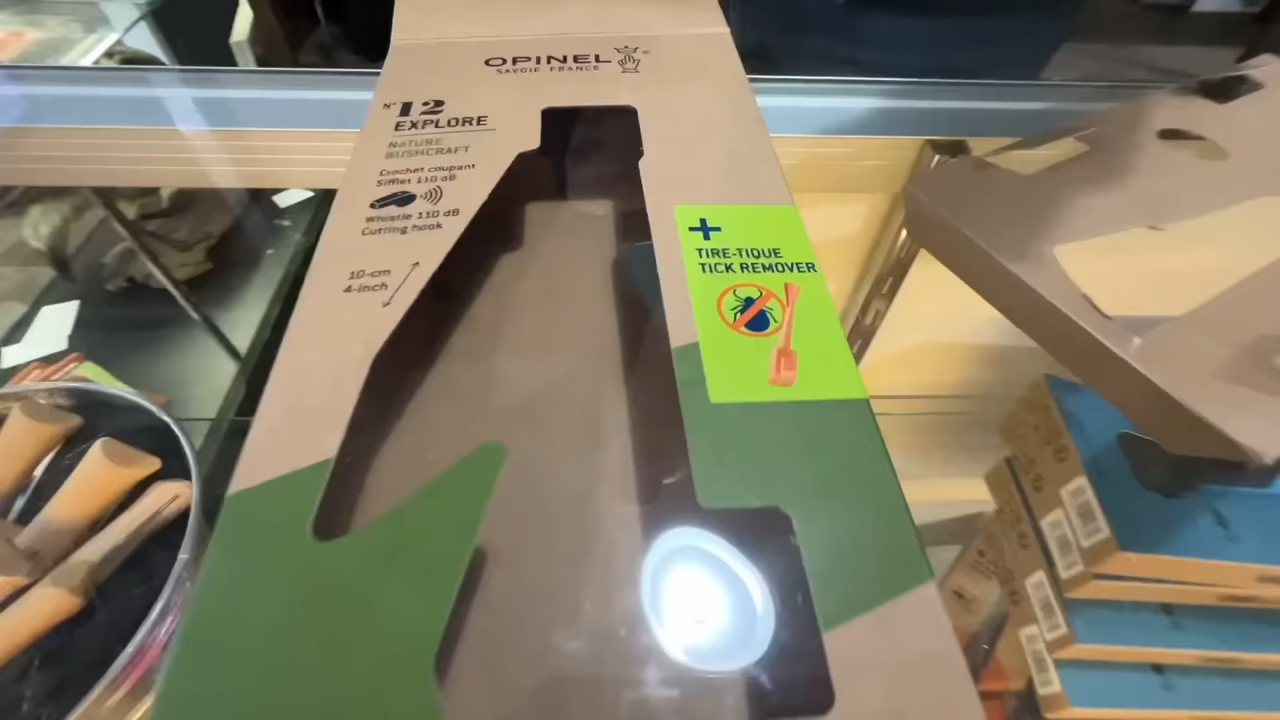 OPINEL
SAVOIE FRANCE
N°12
EXPLORE
NATURE
BUSHCRAFT
Crochet coupant
Sifflet 110 dB
Whistle 110 dB
Cutting hook
10-cm
4-inch
+
TIRE-TIQUE
TICK REMOVER